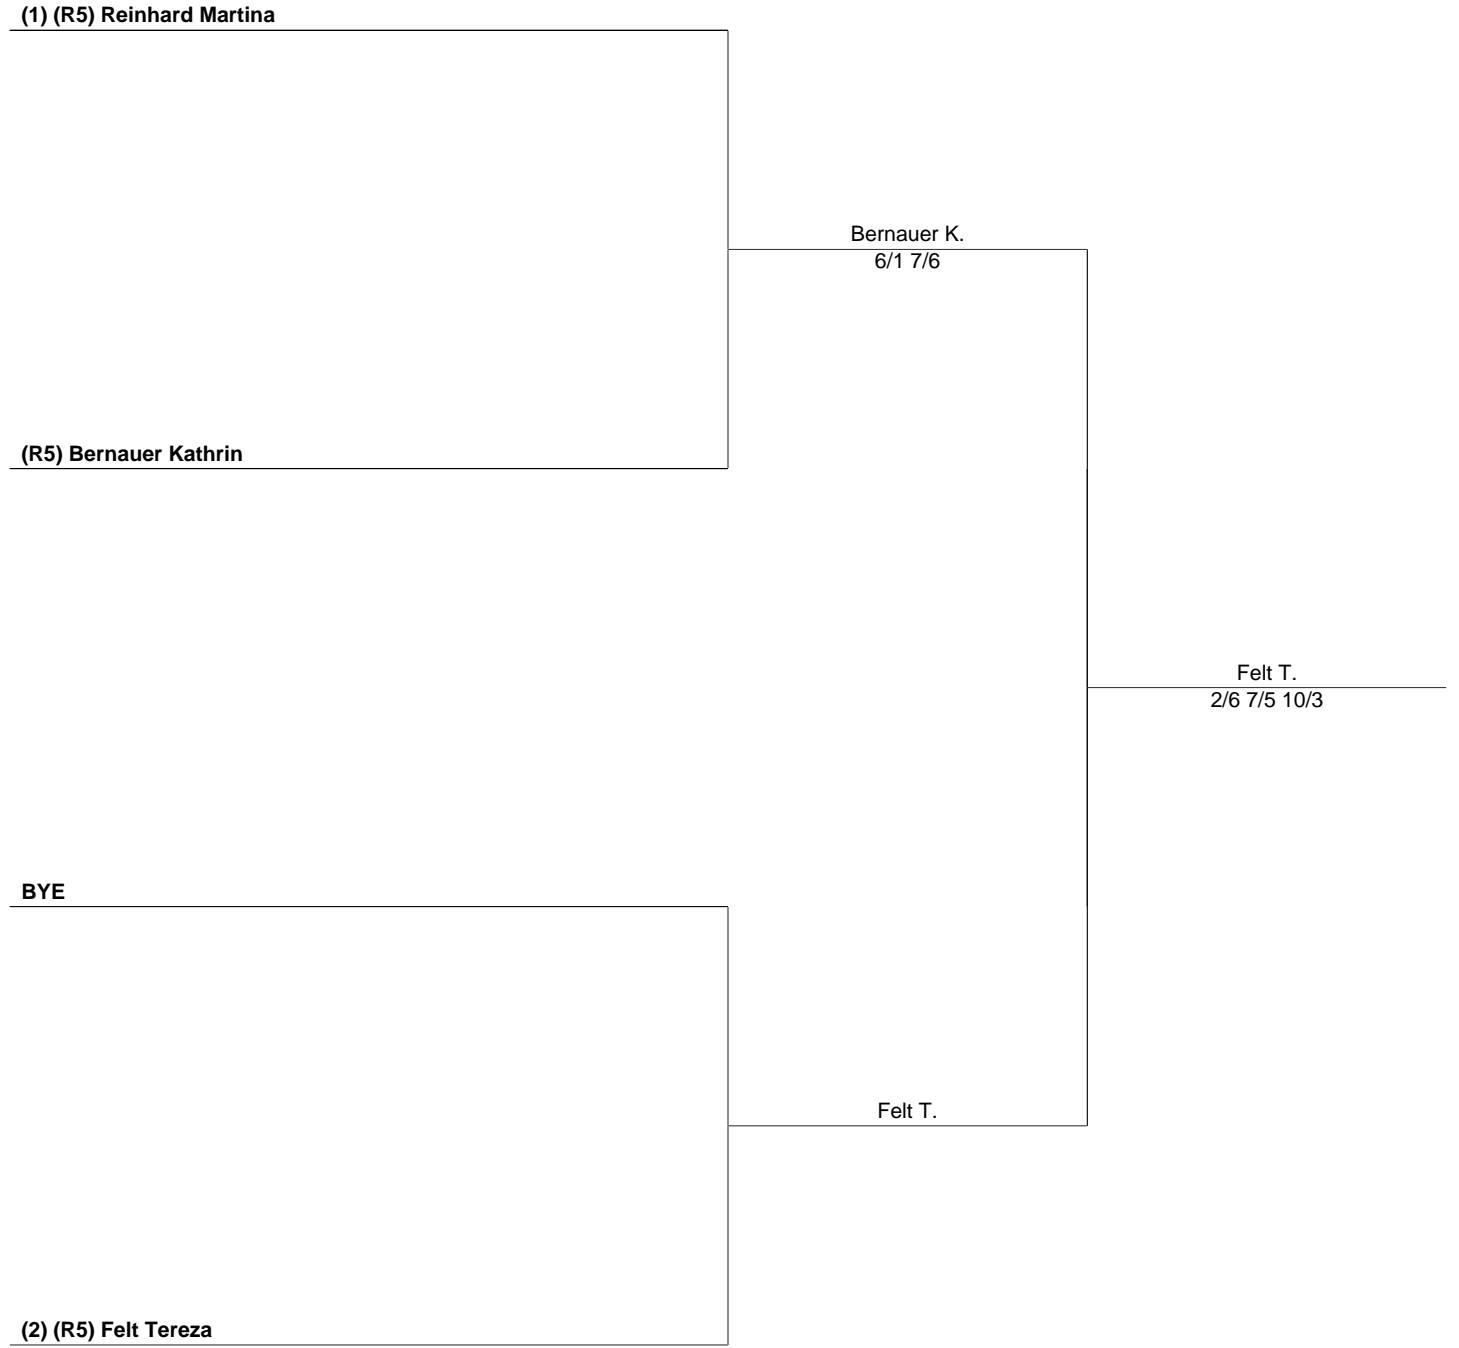 (1) (R5) Reinhard Martina
Bernauer K.
6/1 7/6
(R5) Bernauer Kathrin
Felt T.
2/6 7/5 10/3
BYE
Felt T.
(2) (R5) Felt Tereza